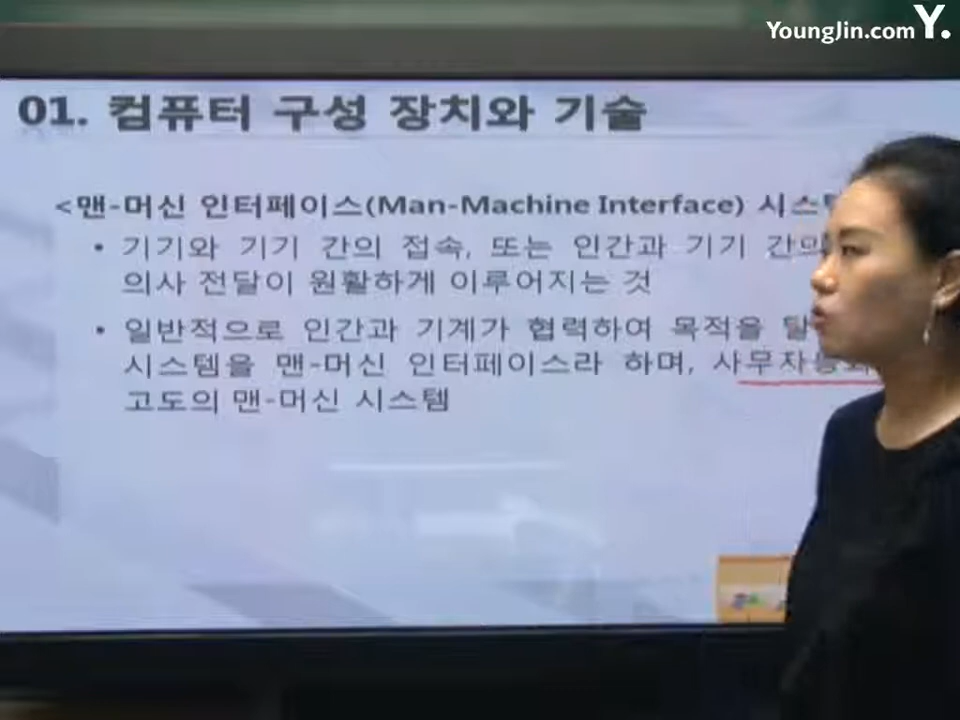 YoungJin.com Y.
01. 컴퓨터 구성 장치와 기술
<맨-머신 인터페이스(Man-Machine Interface) 시스
• 기기와 기기 간의 접속, 또는 인간과 기기 간의
의사 전달이 원활하게 이루어지는 것
• 일반적으로 인간과 기계가 협력하여 목적을
시스템을 맨-머신 인터페이스라 하며, 사무자동화
고도의 맨-머신 시스템